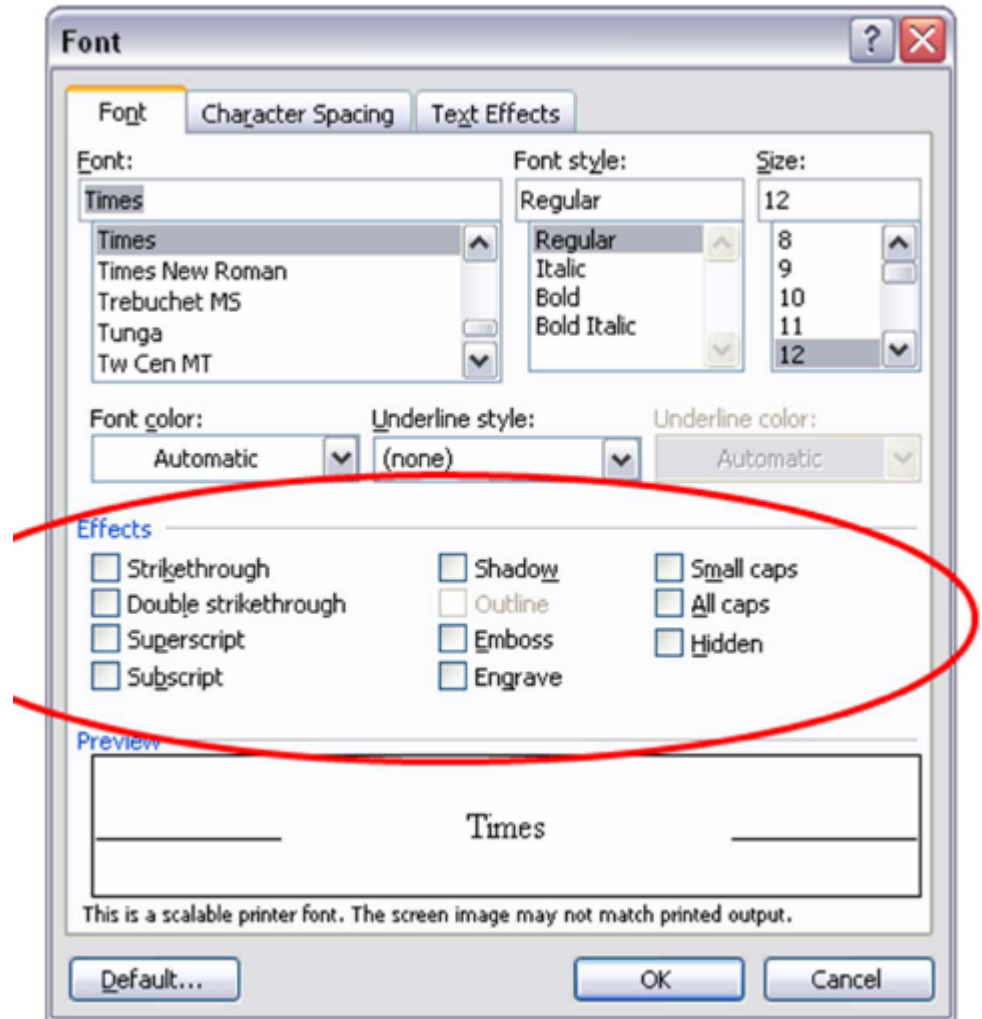 Font
Font Character Spacing Text Effects
Font: Font style: Size:
Times Regular 12
Times Regular 8
Times New Roman Italic 9
Trebuchet MS Bold 10
Tunga Bold Italic 11
Tw Cen MT 12
Font color: Underline style: Underline color:
Automatic (none) Automatic
Effects
Strikethrough Shadow Small caps
Double strikethrough Outline All caps
Superscript Emboss Hidden
Subscript Engrave
Preview
Times
This is a scalable printer font. The screen image may not match printed output.
Default... OK Cancel